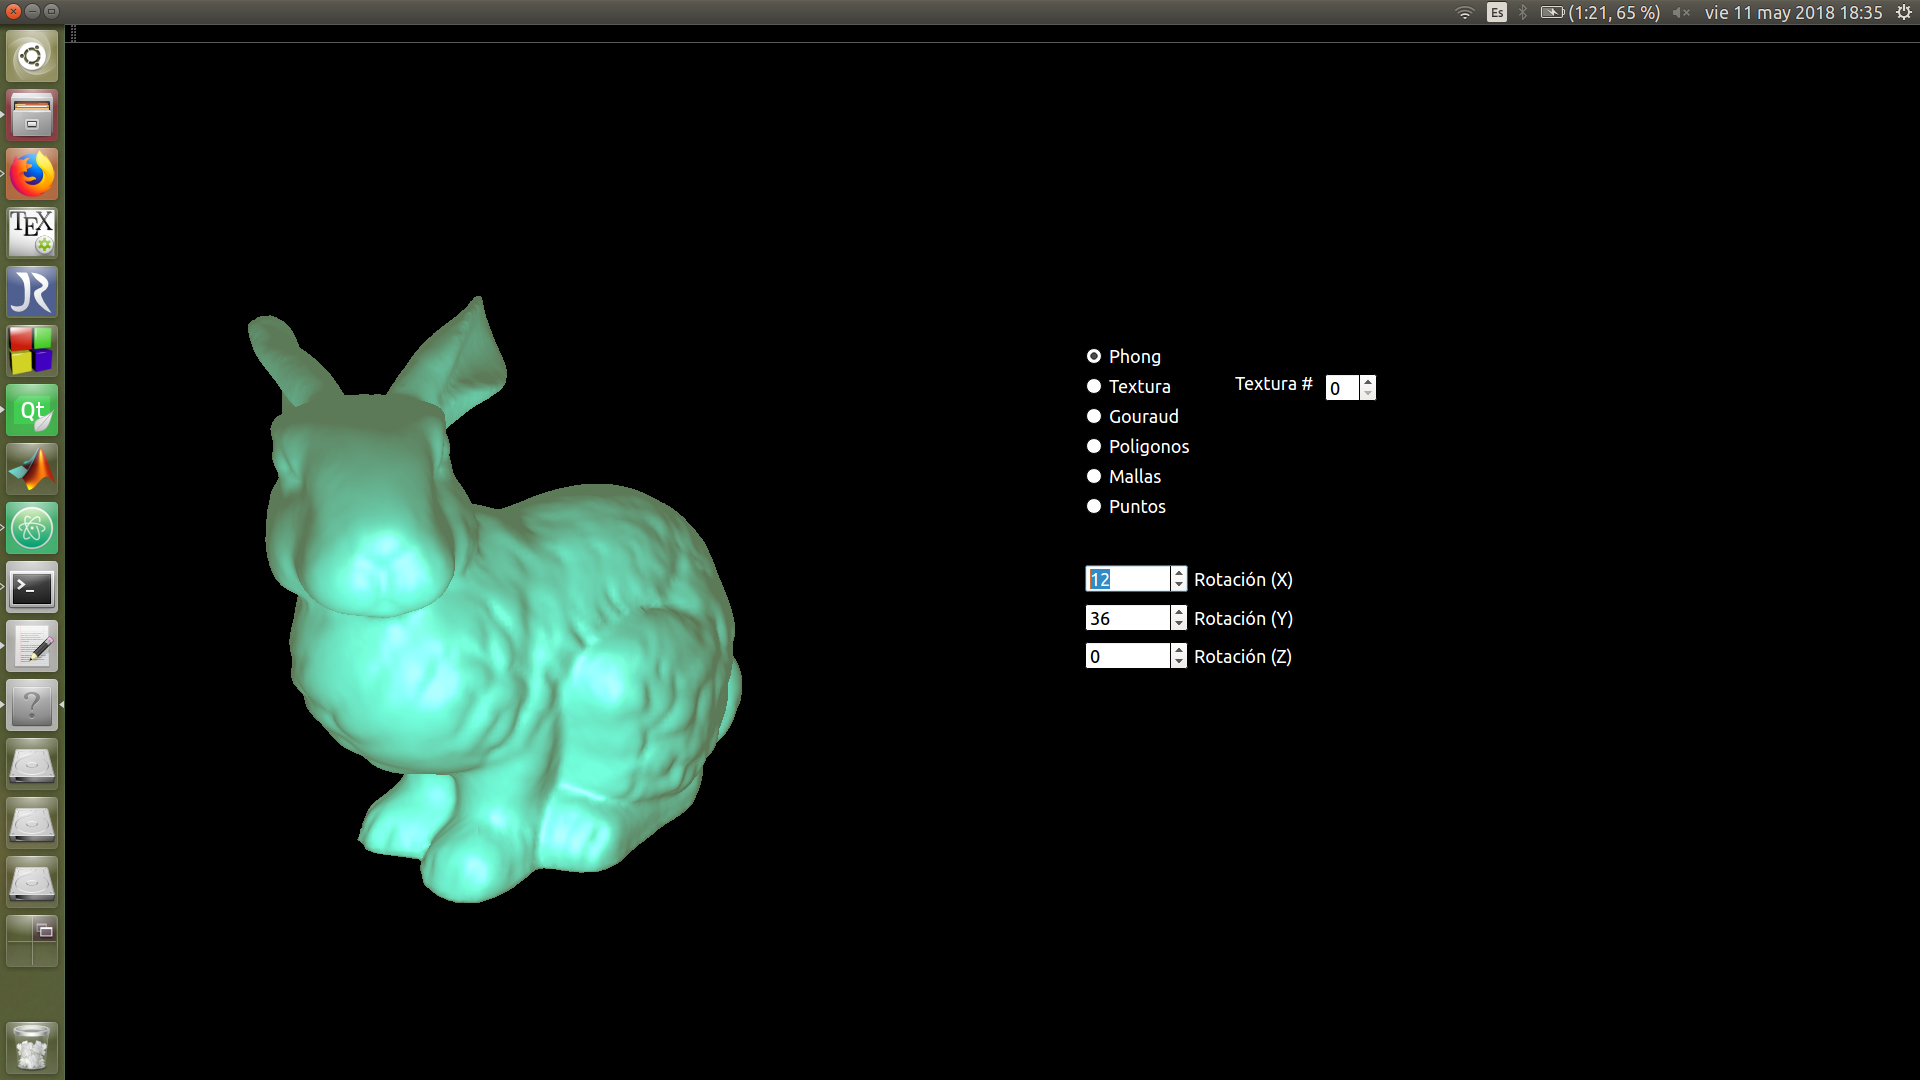 Es (1:21, 65 %) vie 11 may 2018 18:35
TEX
JR
Qt
>_
?
Phong
Textura
Textura # 0
Gouraud
Poligonos
Mallas
Puntos
12 Rotación (X)
36 Rotación (Y)
0 Rotación (Z)